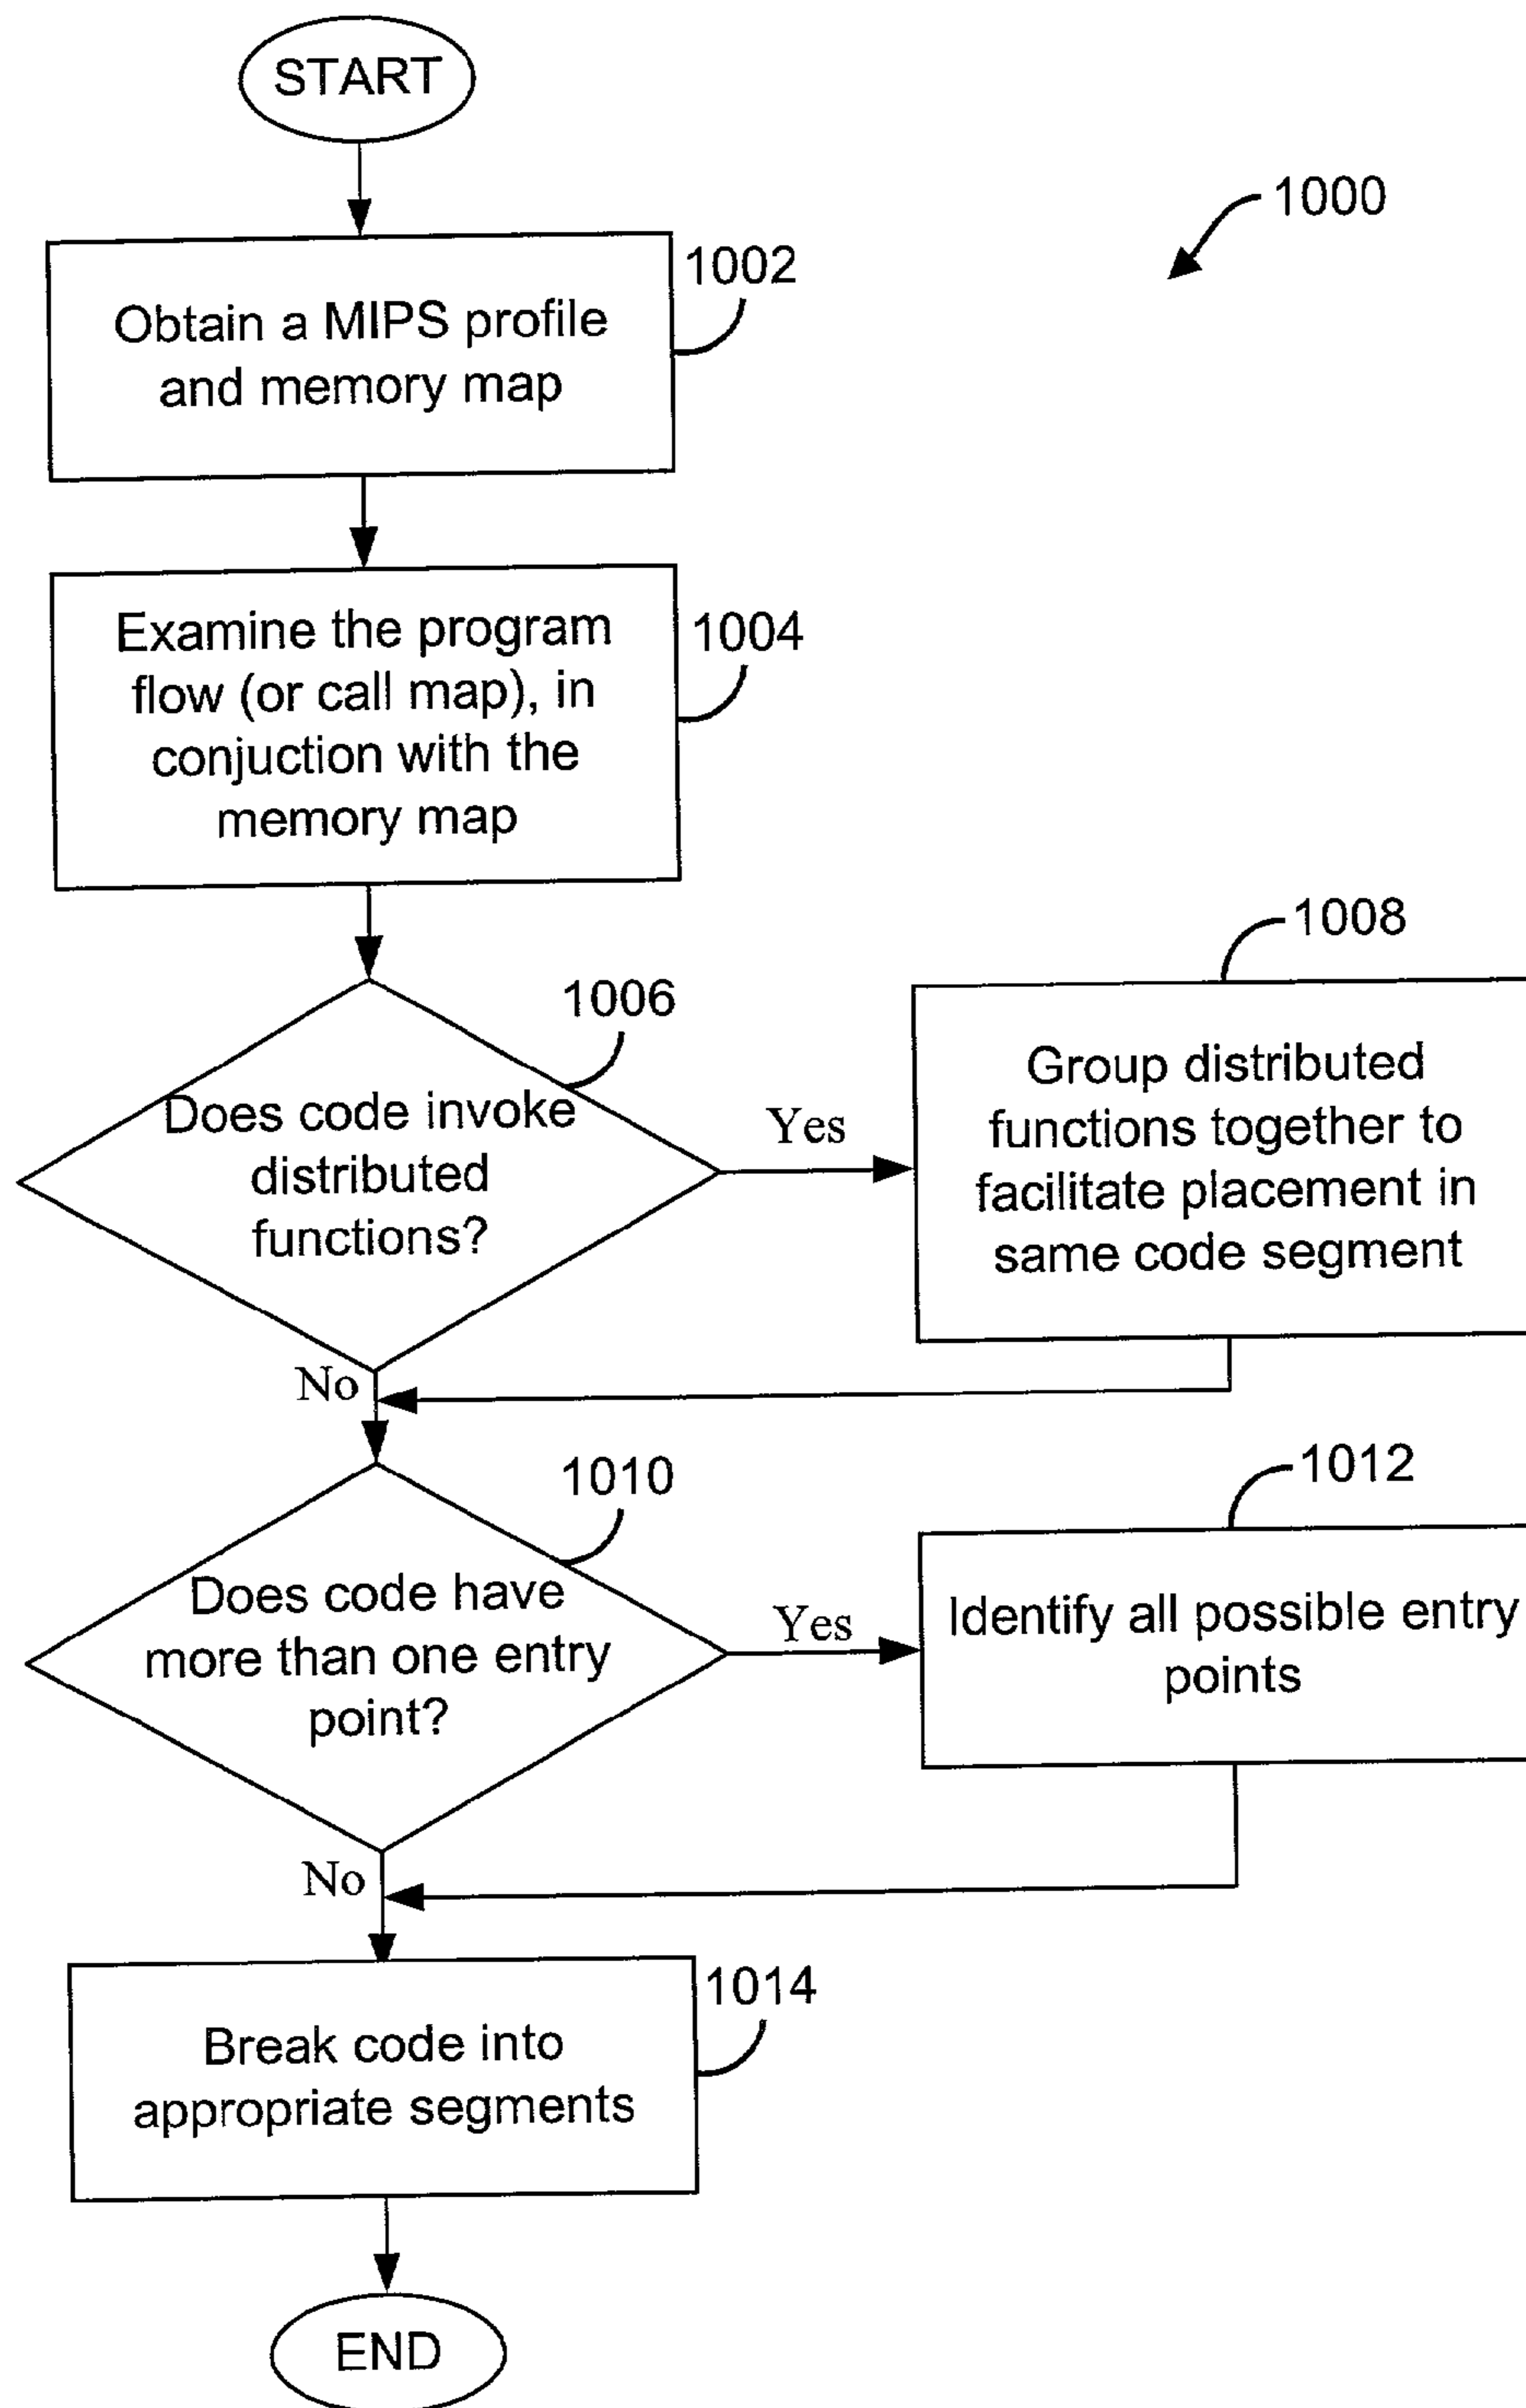 START
1000
1002
Obtain a MIPS profile
and memory map
1004
Examine the program
flow (or call map), in
conjuction with the
memory map
1006
Does code invoke
distributed
functions?
Yes
1008
Group distributed
functions together to
facilitate placement in
same code segment
No
1010
Does code have
more than one entry
point?
Yes
1012
Identify all possible entry
points
No
1014
Break code into
appropriate segments
END